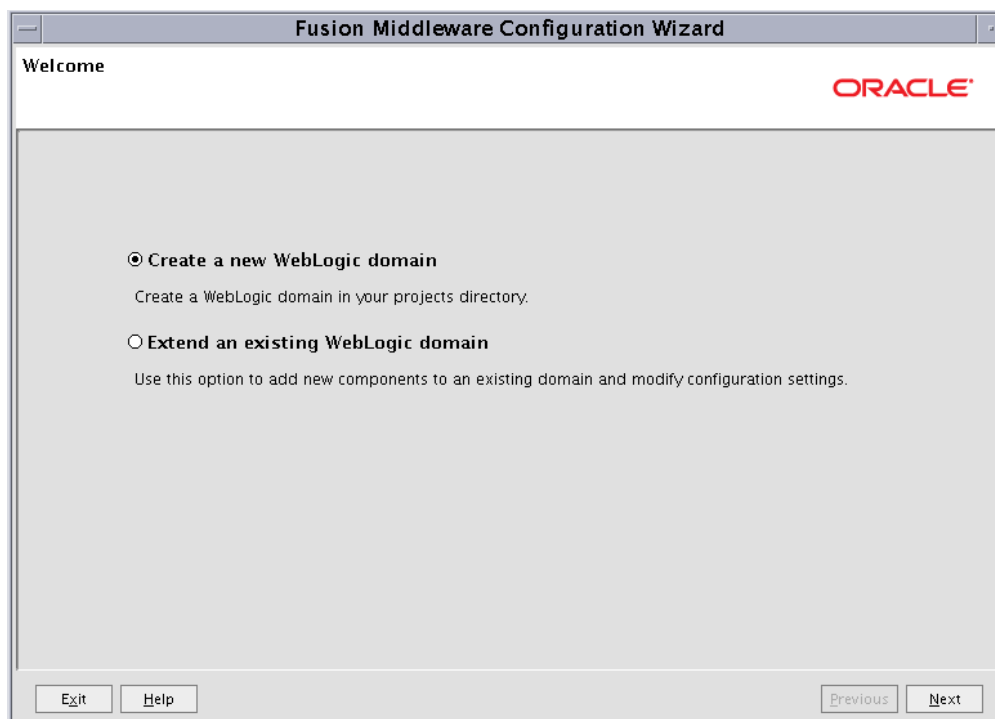 Fusion Middleware Configuration Wizard
Welcome
ORACLE
Create a new WebLogic domain
Create a WebLogic domain in your projects directory.
Extend an existing WebLogic domain
Use this option to add new components to an existing domain and modify configuration settings.
Exit Help Previous Next